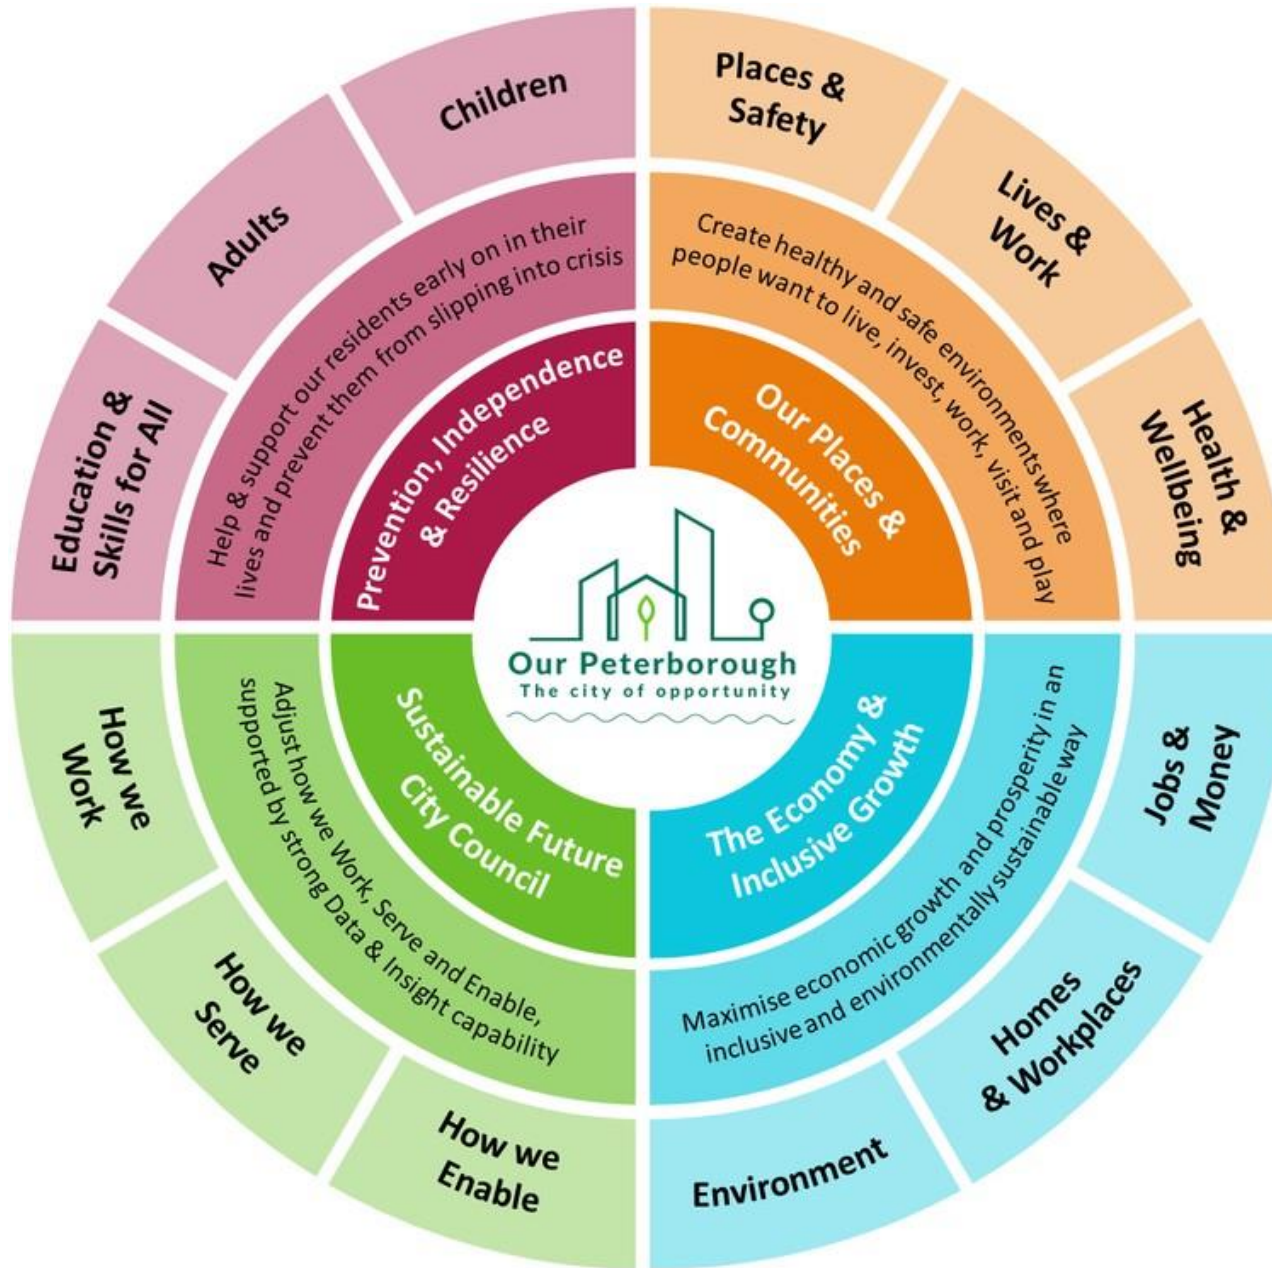 Our Peterborough
The city of opportunity
Our Places &
Communities
Create healthy and safe environments where
people want to live, invest, work, visit and play
Places &
Safety
Lives &
Work
Health &
Wellbeing
The Economy &
Inclusive Growth
Maximise economic growth and prosperity in an
inclusive and environmentally sustainable way
Jobs &
Money
Homes
& Workplaces
Environment
Sustainable Future
City Council
Adjust how we Work, Serve and Enable,
supported by strong Data & Insight capability
How we
Enable
How we
Serve
How we
Work
Prevention, Independence
& Resilience
Help & support our residents early on in their
lives and prevent them from slipping into crisis
Education &
Skills for All
Adults
Children